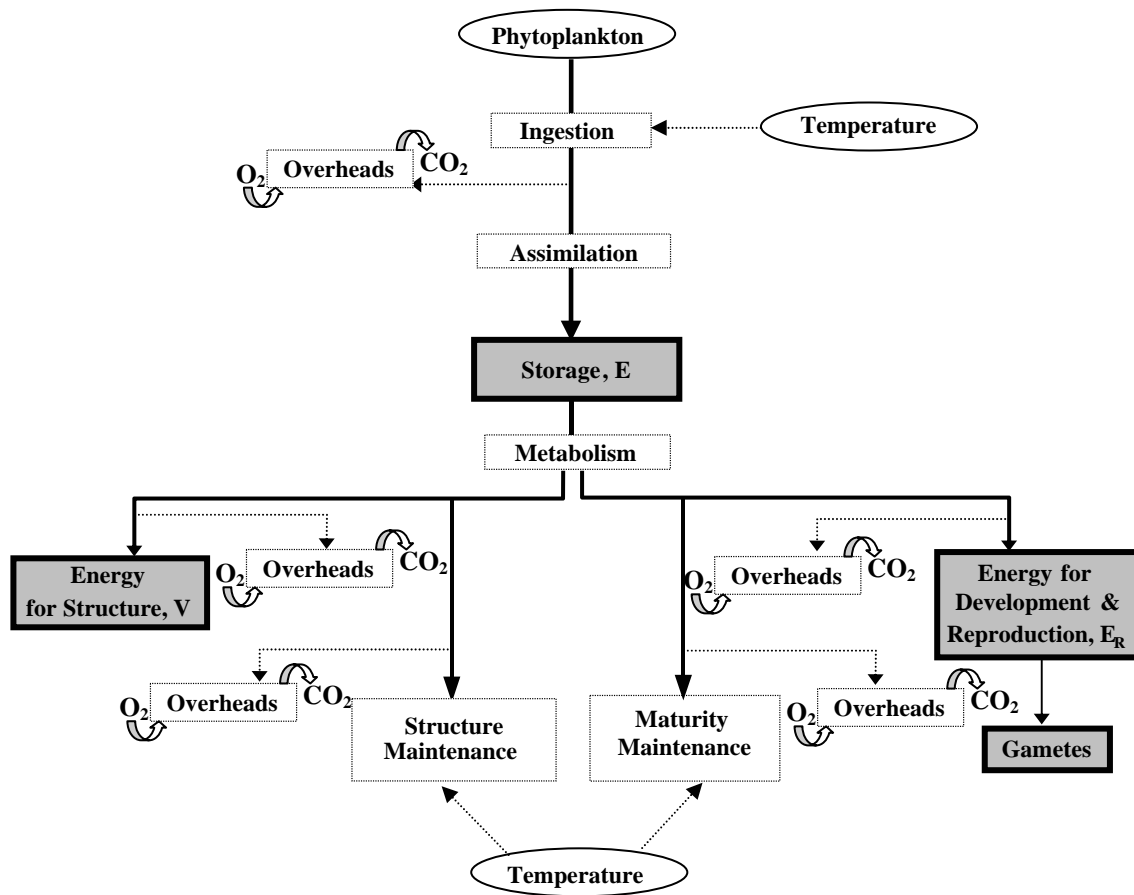 Phytoplankton
Ingestion
Temperature
O₂ Overheads CO₂
Assimilation
Storage, E
Metabolism
Energy
for Structure, V
O₂ Overheads CO₂
O₂ Overheads CO₂
Energy for
Development &
Reproduction, E_R
O₂ Overheads CO₂
Structure
Maintenance
Maturity
Maintenance
O₂ Overheads CO₂
Gametes
Temperature